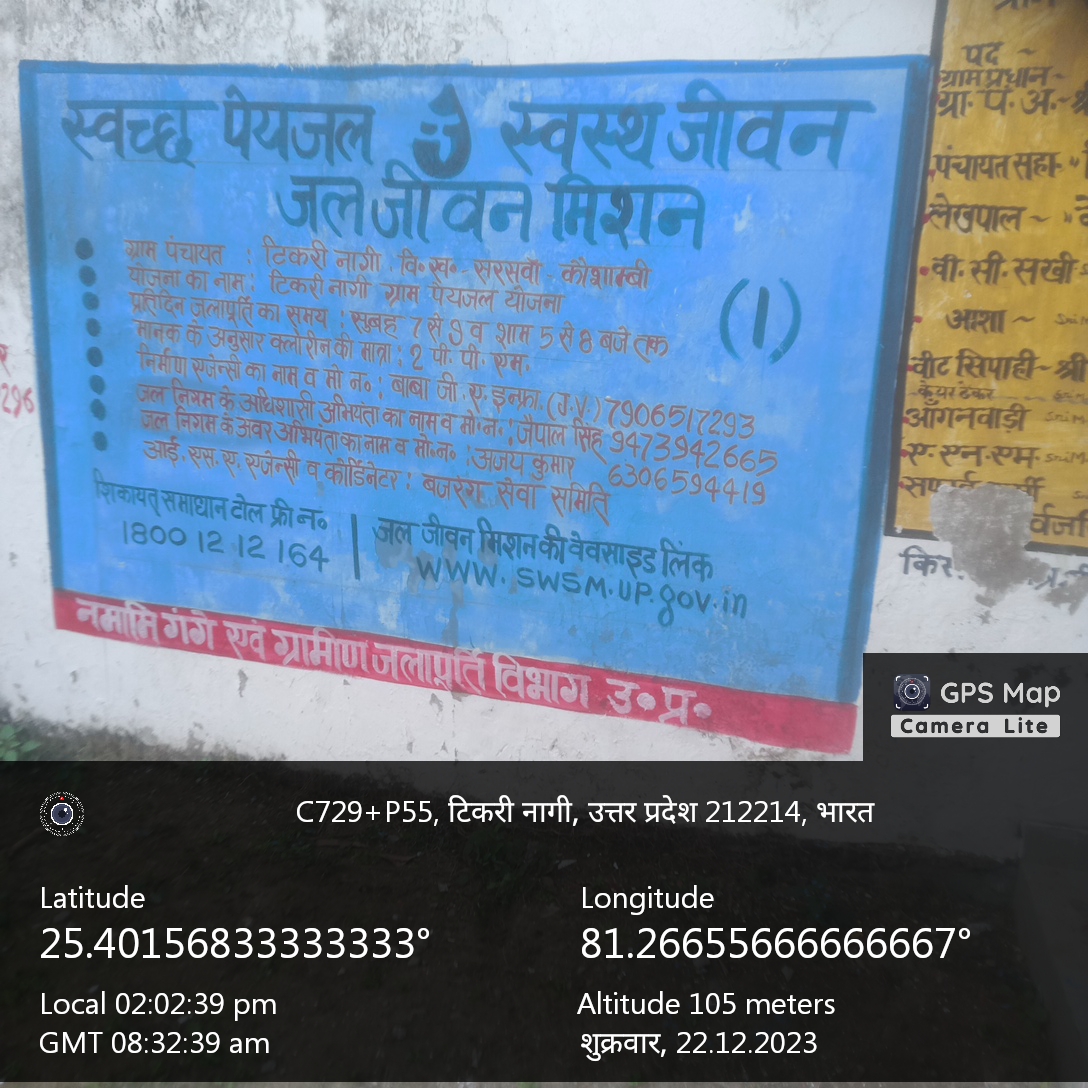 स्वच्छ पेयजल से स्वस्थ जीवन
जल जीवन मिशन
ग्राम पंचायत : टिकरी नागी वि॰ख॰- सरसवां - कौशाम्बी
योजना का नाम : टिकरी नागी ग्राम पेयजल योजना
प्रतिदिन जलापूर्ति का समय : सुबह 7 से 9 व शाम 5 से 8 बजे तक
मानक के अनुसार क्लोरीन की मात्रा : 2 पी. पी. एम.
निर्माण एजेन्सी का नाम व मो न॰ : बाबा जी. ए. इन्फ्रा. (J.V.) 7906517293
जल निगम के अधिशासी अभियंता का नाम व मो॰न॰ : जैपाल सिंह 9473942665
जल निगम के अवर अभियंता का नाम व मो॰न॰ : अजय कुमार 6306594419
आई. एस. ए. एजेन्सी व कोर्डिनेटर : बजरंग सेवा समिति
(1)
शिकायत समाधान टोल फ्री न॰
1800 12 12 164
जल जीवन मिशन की वेवसाइड लिंक
WWW.SWSM.UP.gov.in
नमामि गंगे एवं ग्रामीण जलापूर्ति विभाग उ॰प्र॰
296
पद ~
ग्राम प्रधान-
ग्रा. पं. अ.- श्री
पंचायत सहा-
लेखपाल ~
वी. सी. सखी
आशा ~
वीट सिपाही- श्री
केयर टेकर
आँगनवाड़ी
ए. एन. एम-
GPS Map
Camera Lite
C729+P55, टिकरी नागी, उत्तर प्रदेश 212214, भारत
Latitude
25.40156833333333°
Longitude
81.26655666666667°
Local 02:02:39 pm
GMT 08:32:39 am
Altitude 105 meters
शुक्रवार, 22.12.2023